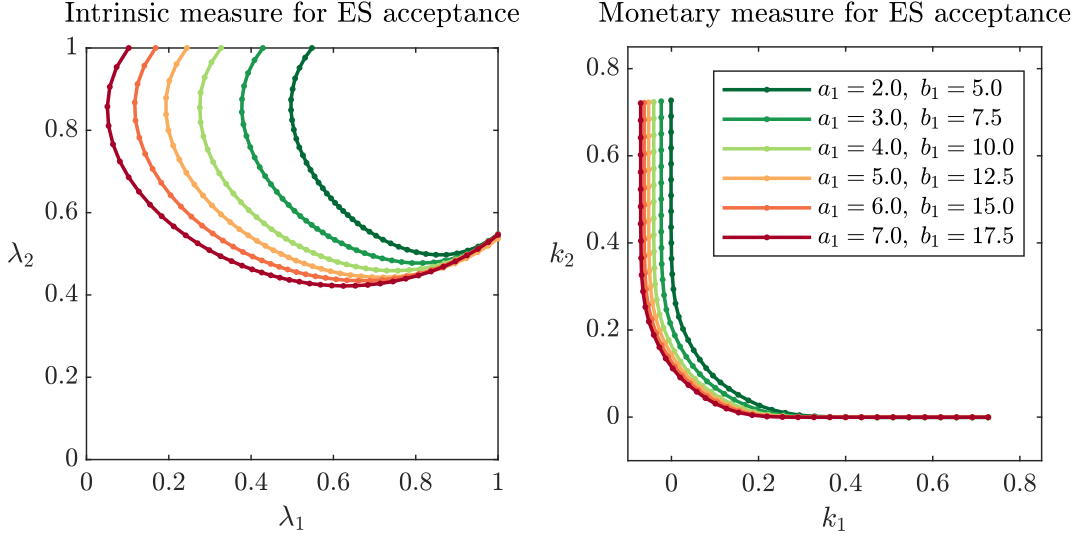 Intrinsic measure for ES acceptance
1
0.8
0.6
λ₂
0.4
0.2
0
0 0.2 0.4 0.6 0.8 1
λ₁
Monetary measure for ES acceptance
0.8
0.6
k₂
0.4
0.2
0
a₁ = 2.0, b₁ = 5.0
a₁ = 3.0, b₁ = 7.5
a₁ = 4.0, b₁ = 10.0
a₁ = 5.0, b₁ = 12.5
a₁ = 6.0, b₁ = 15.0
a₁ = 7.0, b₁ = 17.5
0 0.2 0.4 0.6 0.8
k₁